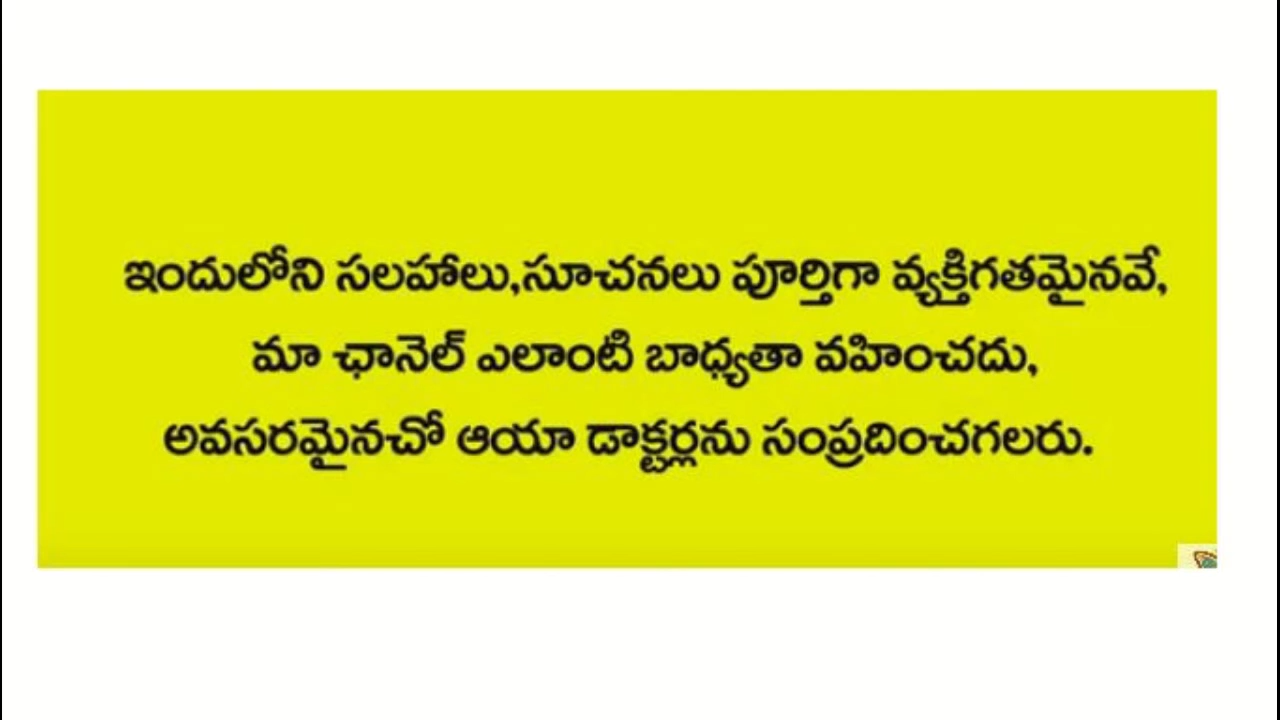 ఇందులోని సలహాలు,సూచనలు పూర్తిగా వ్యక్తిగతమైనవే,
మా ఛానెల్ ఎలాంటి బాధ్యతా వహించదు,
అవసరమైనచో ఆయా డాక్టర్లను సంప్రదించగలరు.